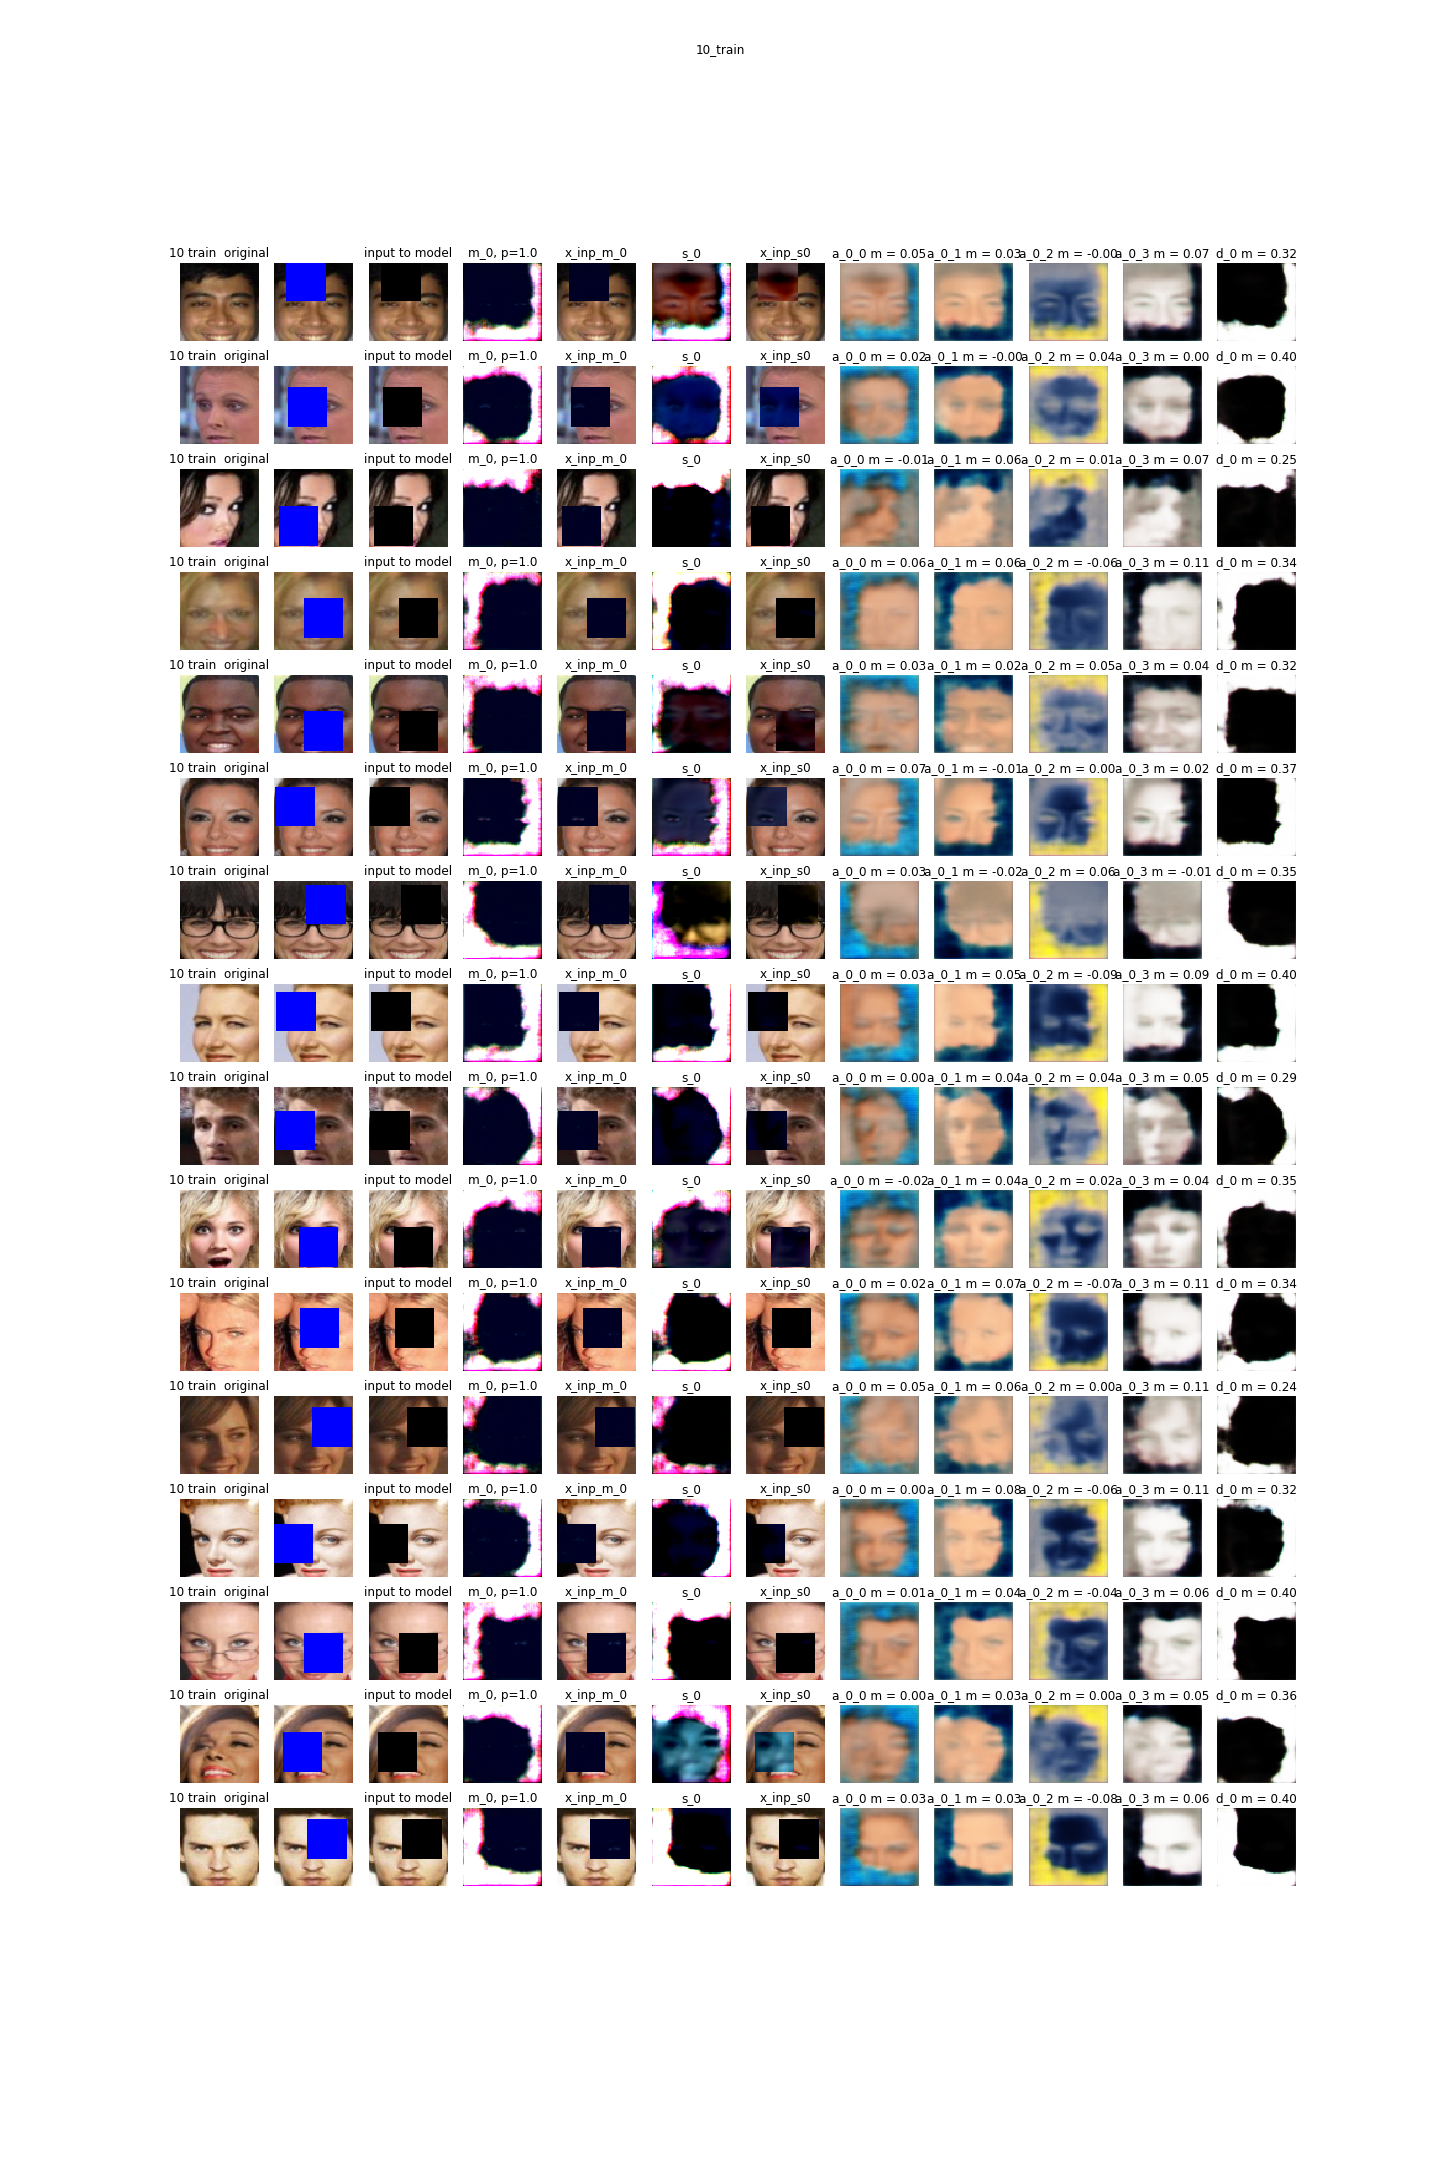 10_train
10 train original input to model m_0, p=1.0 x_inp_m_0 s_0 x_inp_s0 a_0_0 m = 0.05 a_0_1 m = 0.03 a_0_2 m = -0.00 a_0_3 m = 0.07 d_0 m = 0.32
10 train original input to model m_0, p=1.0 x_inp_m_0 s_0 x_inp_s0 a_0_0 m = 0.02 a_0_1 m = -0.00 a_0_2 m = 0.04 a_0_3 m = 0.00 d_0 m = 0.40
10 train original input to model m_0, p=1.0 x_inp_m_0 s_0 x_inp_s0 a_0_0 m = -0.01 a_0_1 m = 0.06 a_0_2 m = 0.01 a_0_3 m = 0.07 d_0 m = 0.25
10 train original input to model m_0, p=1.0 x_inp_m_0 s_0 x_inp_s0 a_0_0 m = 0.06 a_0_1 m = 0.06 a_0_2 m = -0.06 a_0_3 m = 0.11 d_0 m = 0.34
10 train original input to model m_0, p=1.0 x_inp_m_0 s_0 x_inp_s0 a_0_0 m = 0.03 a_0_1 m = 0.02 a_0_2 m = 0.05 a_0_3 m = 0.04 d_0 m = 0.32
10 train original input to model m_0, p=1.0 x_inp_m_0 s_0 x_inp_s0 a_0_0 m = 0.07 a_0_1 m = -0.01 a_0_2 m = 0.00 a_0_3 m = 0.02 d_0 m = 0.37
10 train original input to model m_0, p=1.0 x_inp_m_0 s_0 x_inp_s0 a_0_0 m = 0.03 a_0_1 m = -0.02 a_0_2 m = 0.06 a_0_3 m = -0.01 d_0 m = 0.35
10 train original input to model m_0, p=1.0 x_inp_m_0 s_0 x_inp_s0 a_0_0 m = 0.03 a_0_1 m = 0.05 a_0_2 m = -0.09 a_0_3 m = 0.09 d_0 m = 0.40
10 train original input to model m_0, p=1.0 x_inp_m_0 s_0 x_inp_s0 a_0_0 m = 0.00 a_0_1 m = 0.04 a_0_2 m = 0.04 a_0_3 m = 0.05 d_0 m = 0.29
10 train original input to model m_0, p=1.0 x_inp_m_0 s_0 x_inp_s0 a_0_0 m = -0.02 a_0_1 m = 0.04 a_0_2 m = 0.02 a_0_3 m = 0.04 d_0 m = 0.35
10 train original input to model m_0, p=1.0 x_inp_m_0 s_0 x_inp_s0 a_0_0 m = 0.02 a_0_1 m = 0.07 a_0_2 m = -0.07 a_0_3 m = 0.11 d_0 m = 0.34
10 train original input to model m_0, p=1.0 x_inp_m_0 s_0 x_inp_s0 a_0_0 m = 0.05 a_0_1 m = 0.06 a_0_2 m = 0.00 a_0_3 m = 0.11 d_0 m = 0.24
10 train original input to model m_0, p=1.0 x_inp_m_0 s_0 x_inp_s0 a_0_0 m = 0.00 a_0_1 m = 0.08 a_0_2 m = -0.06 a_0_3 m = 0.11 d_0 m = 0.32
10 train original input to model m_0, p=1.0 x_inp_m_0 s_0 x_inp_s0 a_0_0 m = 0.01 a_0_1 m = 0.04 a_0_2 m = -0.04 a_0_3 m = 0.06 d_0 m = 0.40
10 train original input to model m_0, p=1.0 x_inp_m_0 s_0 x_inp_s0 a_0_0 m = 0.00 a_0_1 m = 0.03 a_0_2 m = 0.00 a_0_3 m = 0.05 d_0 m = 0.36
10 train original input to model m_0, p=1.0 x_inp_m_0 s_0 x_inp_s0 a_0_0 m = 0.03 a_0_1 m = 0.03 a_0_2 m = -0.08 a_0_3 m = 0.06 d_0 m = 0.40